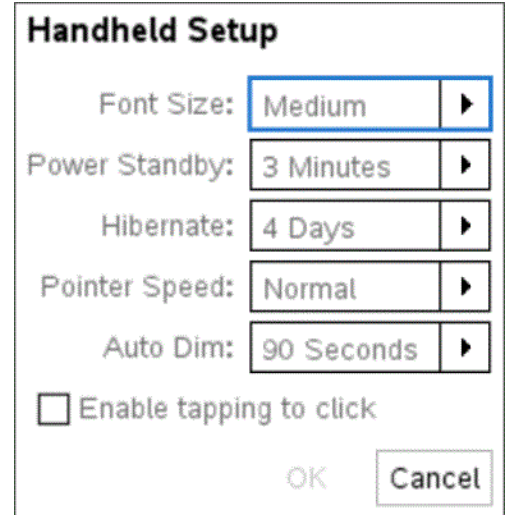 Handheld Setup
Font Size: Medium
Power Standby: 3 Minutes
Hibernate: 4 Days
Pointer Speed: Normal
Auto Dim: 90 Seconds
Enable tapping to click
OK Cancel